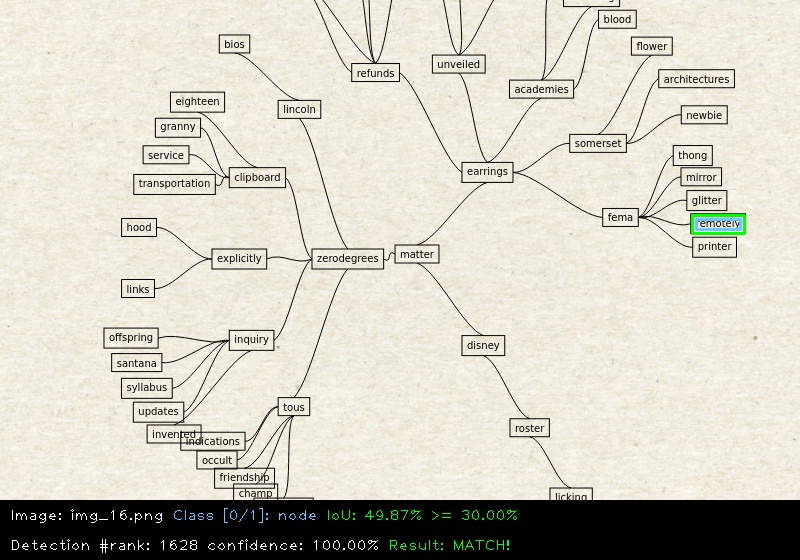 blood
bios
flower
unveiled
refunds
architectures
academies
eighteen
lincoln
newbie
granny
somerset
service
thong
clipboard
earrings
mirror
transportation
glitter
fema
remotely
hood
printer
matter
explicitly
zerodegrees
links
offspring
inquiry
disney
santana
syllabus
updates
tous
invented
indications
roster
occult
friendship
champ
licking
Image: img_16.png Class [0/1]: node IoU: 49.87% >= 30.00%
Detection #rank: 1628 confidence: 100.00% Result: MATCH!